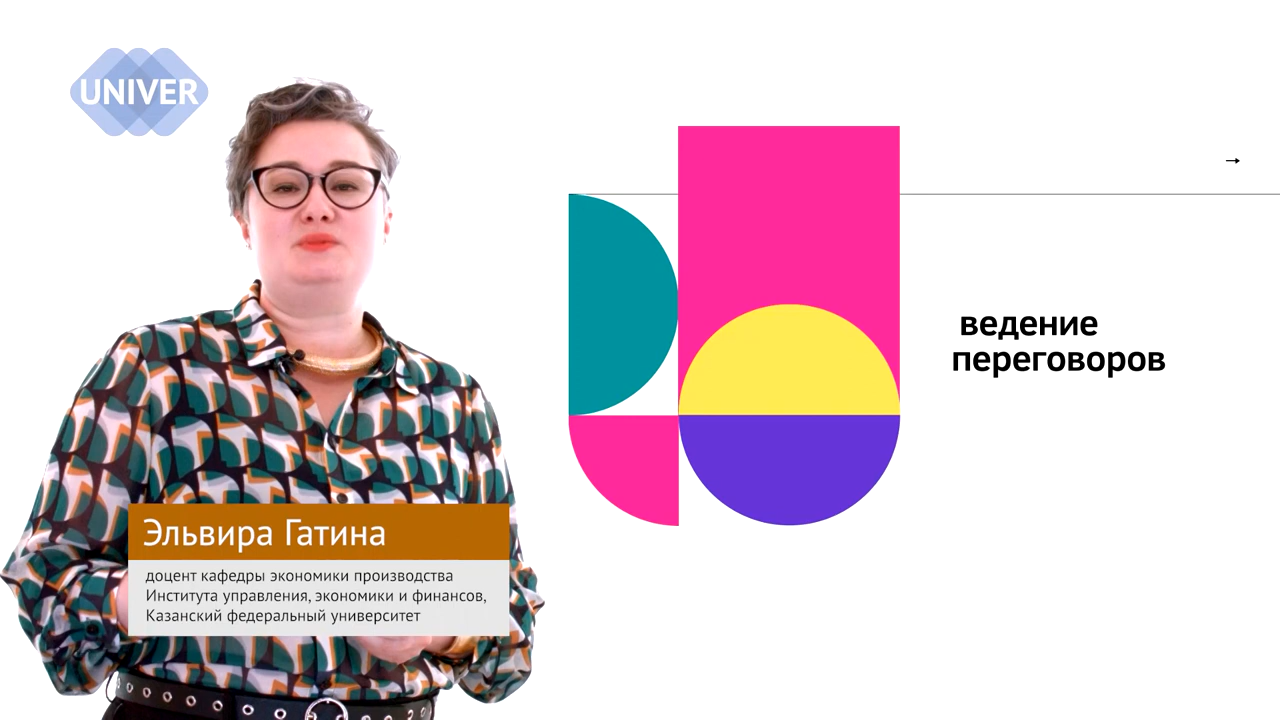 UNIVER
→
ведение
переговоров
Эльвира Гатина
доцент кафедры экономики производства
Института управления, экономики и финансов,
Казанский федеральный университет